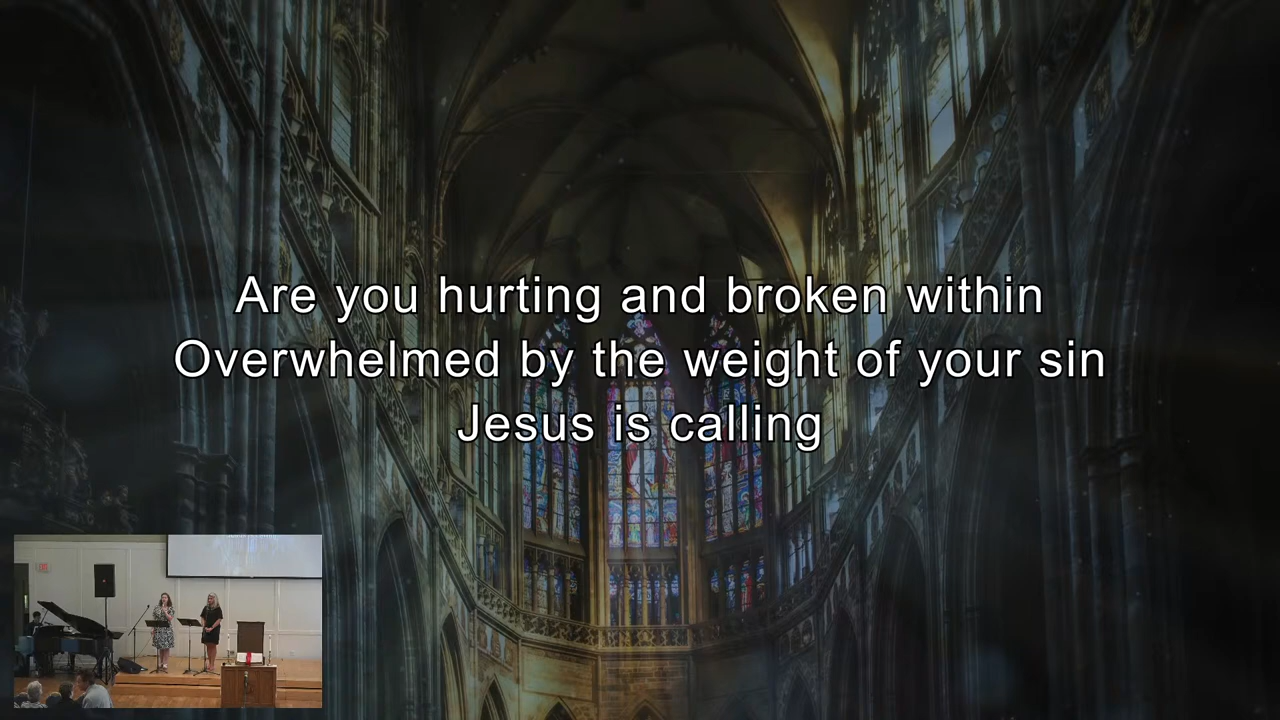 Are you hurting and broken within
Overwhelmed by the weight of your sin
Jesus is calling